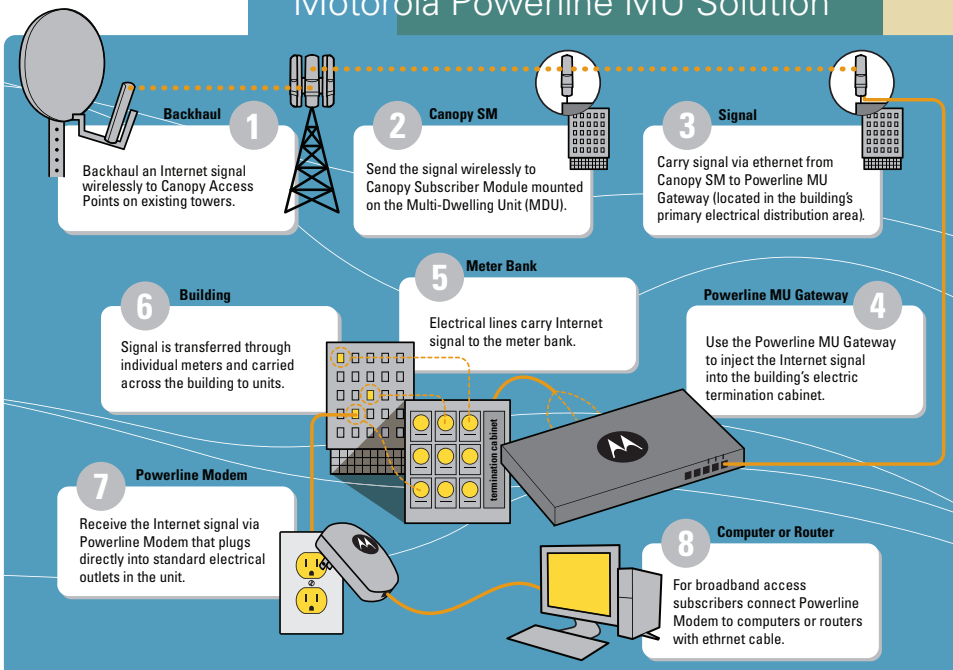 Motorola Powerline MU Solution
1
Backhaul
Backhaul an Internet signal
wirelessly to Canopy Access
Points on existing towers.
2
Canopy SM
Send the signal wirelessly to
Canopy Subscriber Module mounted
on the Multi-Dwelling Unit (MDU).
3
Signal
Carry signal via ethernet from
Canopy SM to Powerline MU
Gateway (located in the building's
primary electrical distribution area).
Powerline MU Gateway
4
Use the Powerline MU Gateway
to inject the Internet signal
into the building's electric
termination cabinet.
5
Meter Bank
Electrical lines carry Internet
signal to the meter bank.
6
Building
Signal is transferred through
individual meters and carried
across the building to units.
termination cabinet
7
Powerline Modem
Receive the Internet signal via
Powerline Modem that plugs
directly into standard electrical
outlets in the unit.
8
Computer or Router
For broadband access
subscribers connect Powerline
Modem to computers or routers
with ethrnet cable.